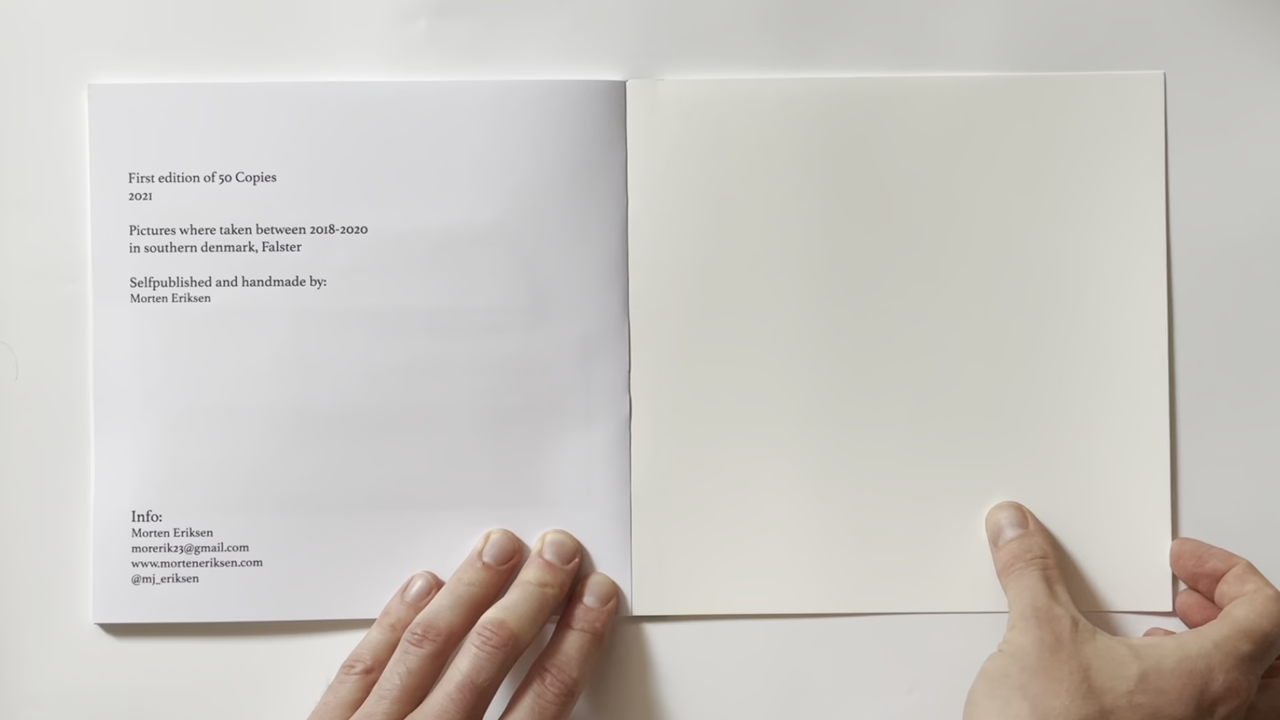 First edition of 50 Copies
2021
Pictures where taken between 2018-2020
in southern denmark, Falster
Selfpublished and handmade by:
Morten Eriksen
Info:
Morten Eriksen
morerik23@gmail.com
www.morteneriksen.com
@mj_eriksen